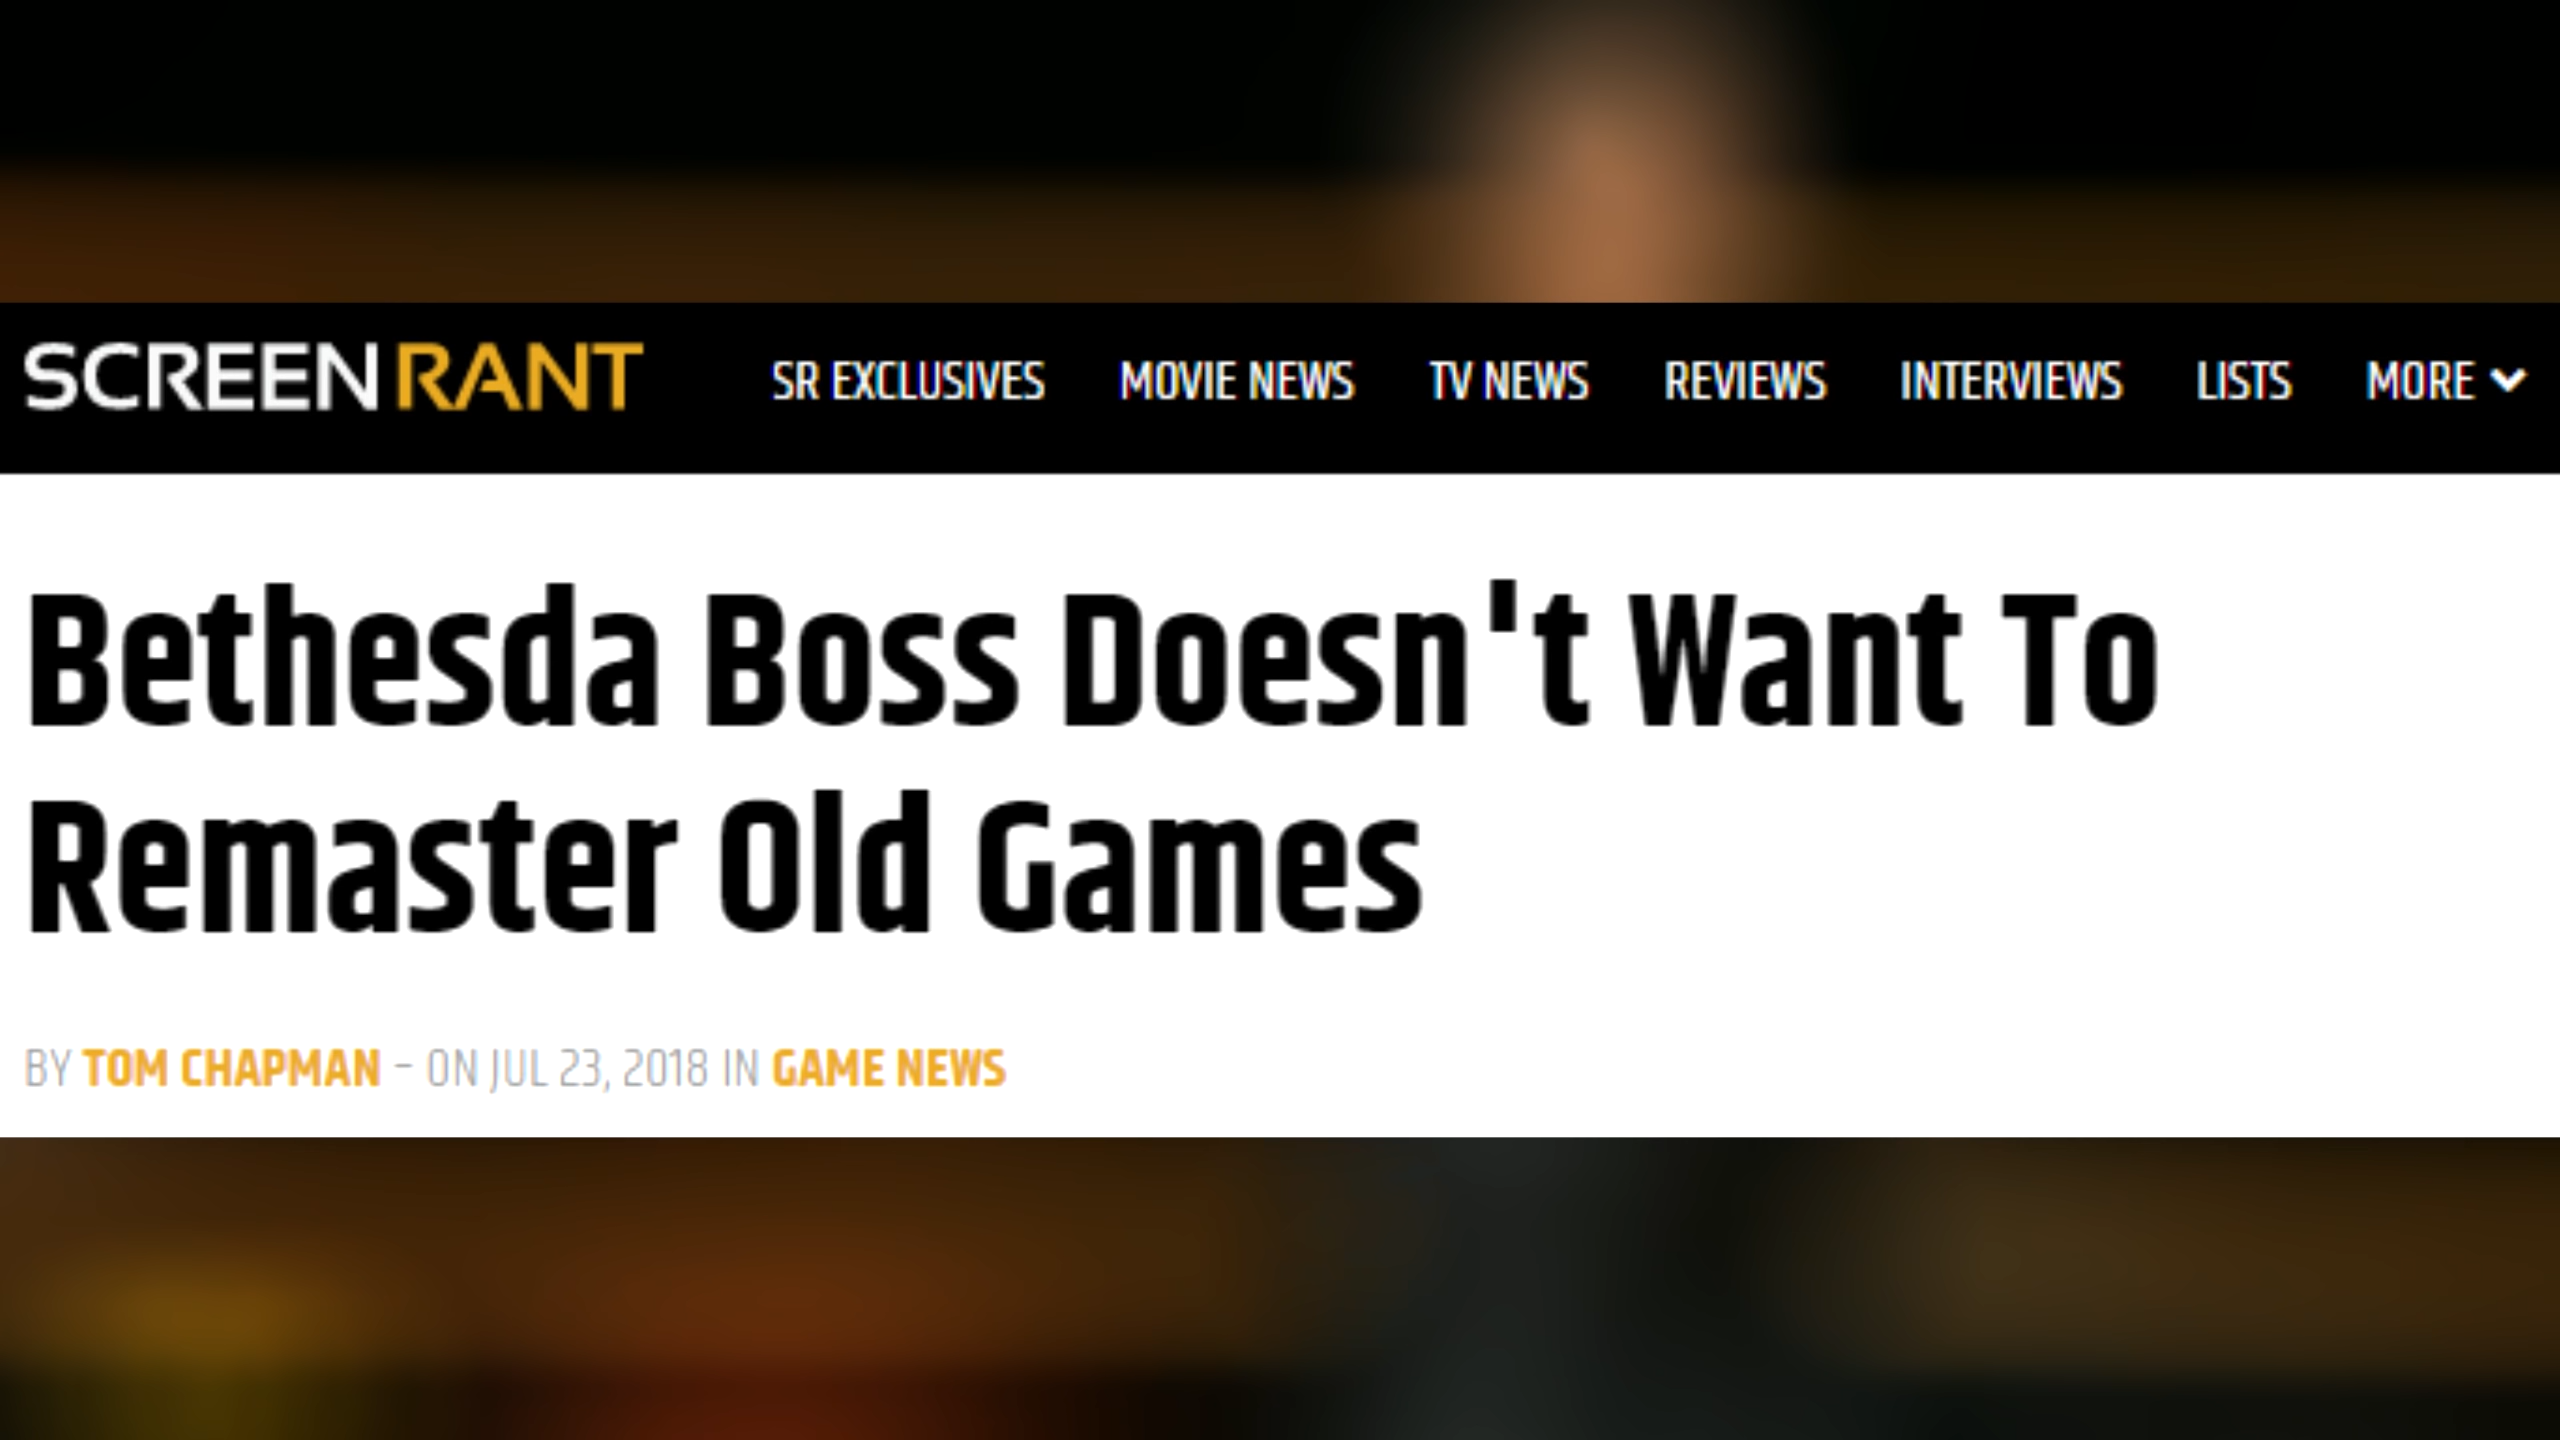 SCREENRANT SR EXCLUSIVES MOVIE NEWS TV NEWS REVIEWS INTERVIEWS LISTS MORE
Bethesda Boss Doesn't Want To
Remaster Old Games
BY TOM CHAPMAN – ON JUL 23, 2018 IN GAME NEWS